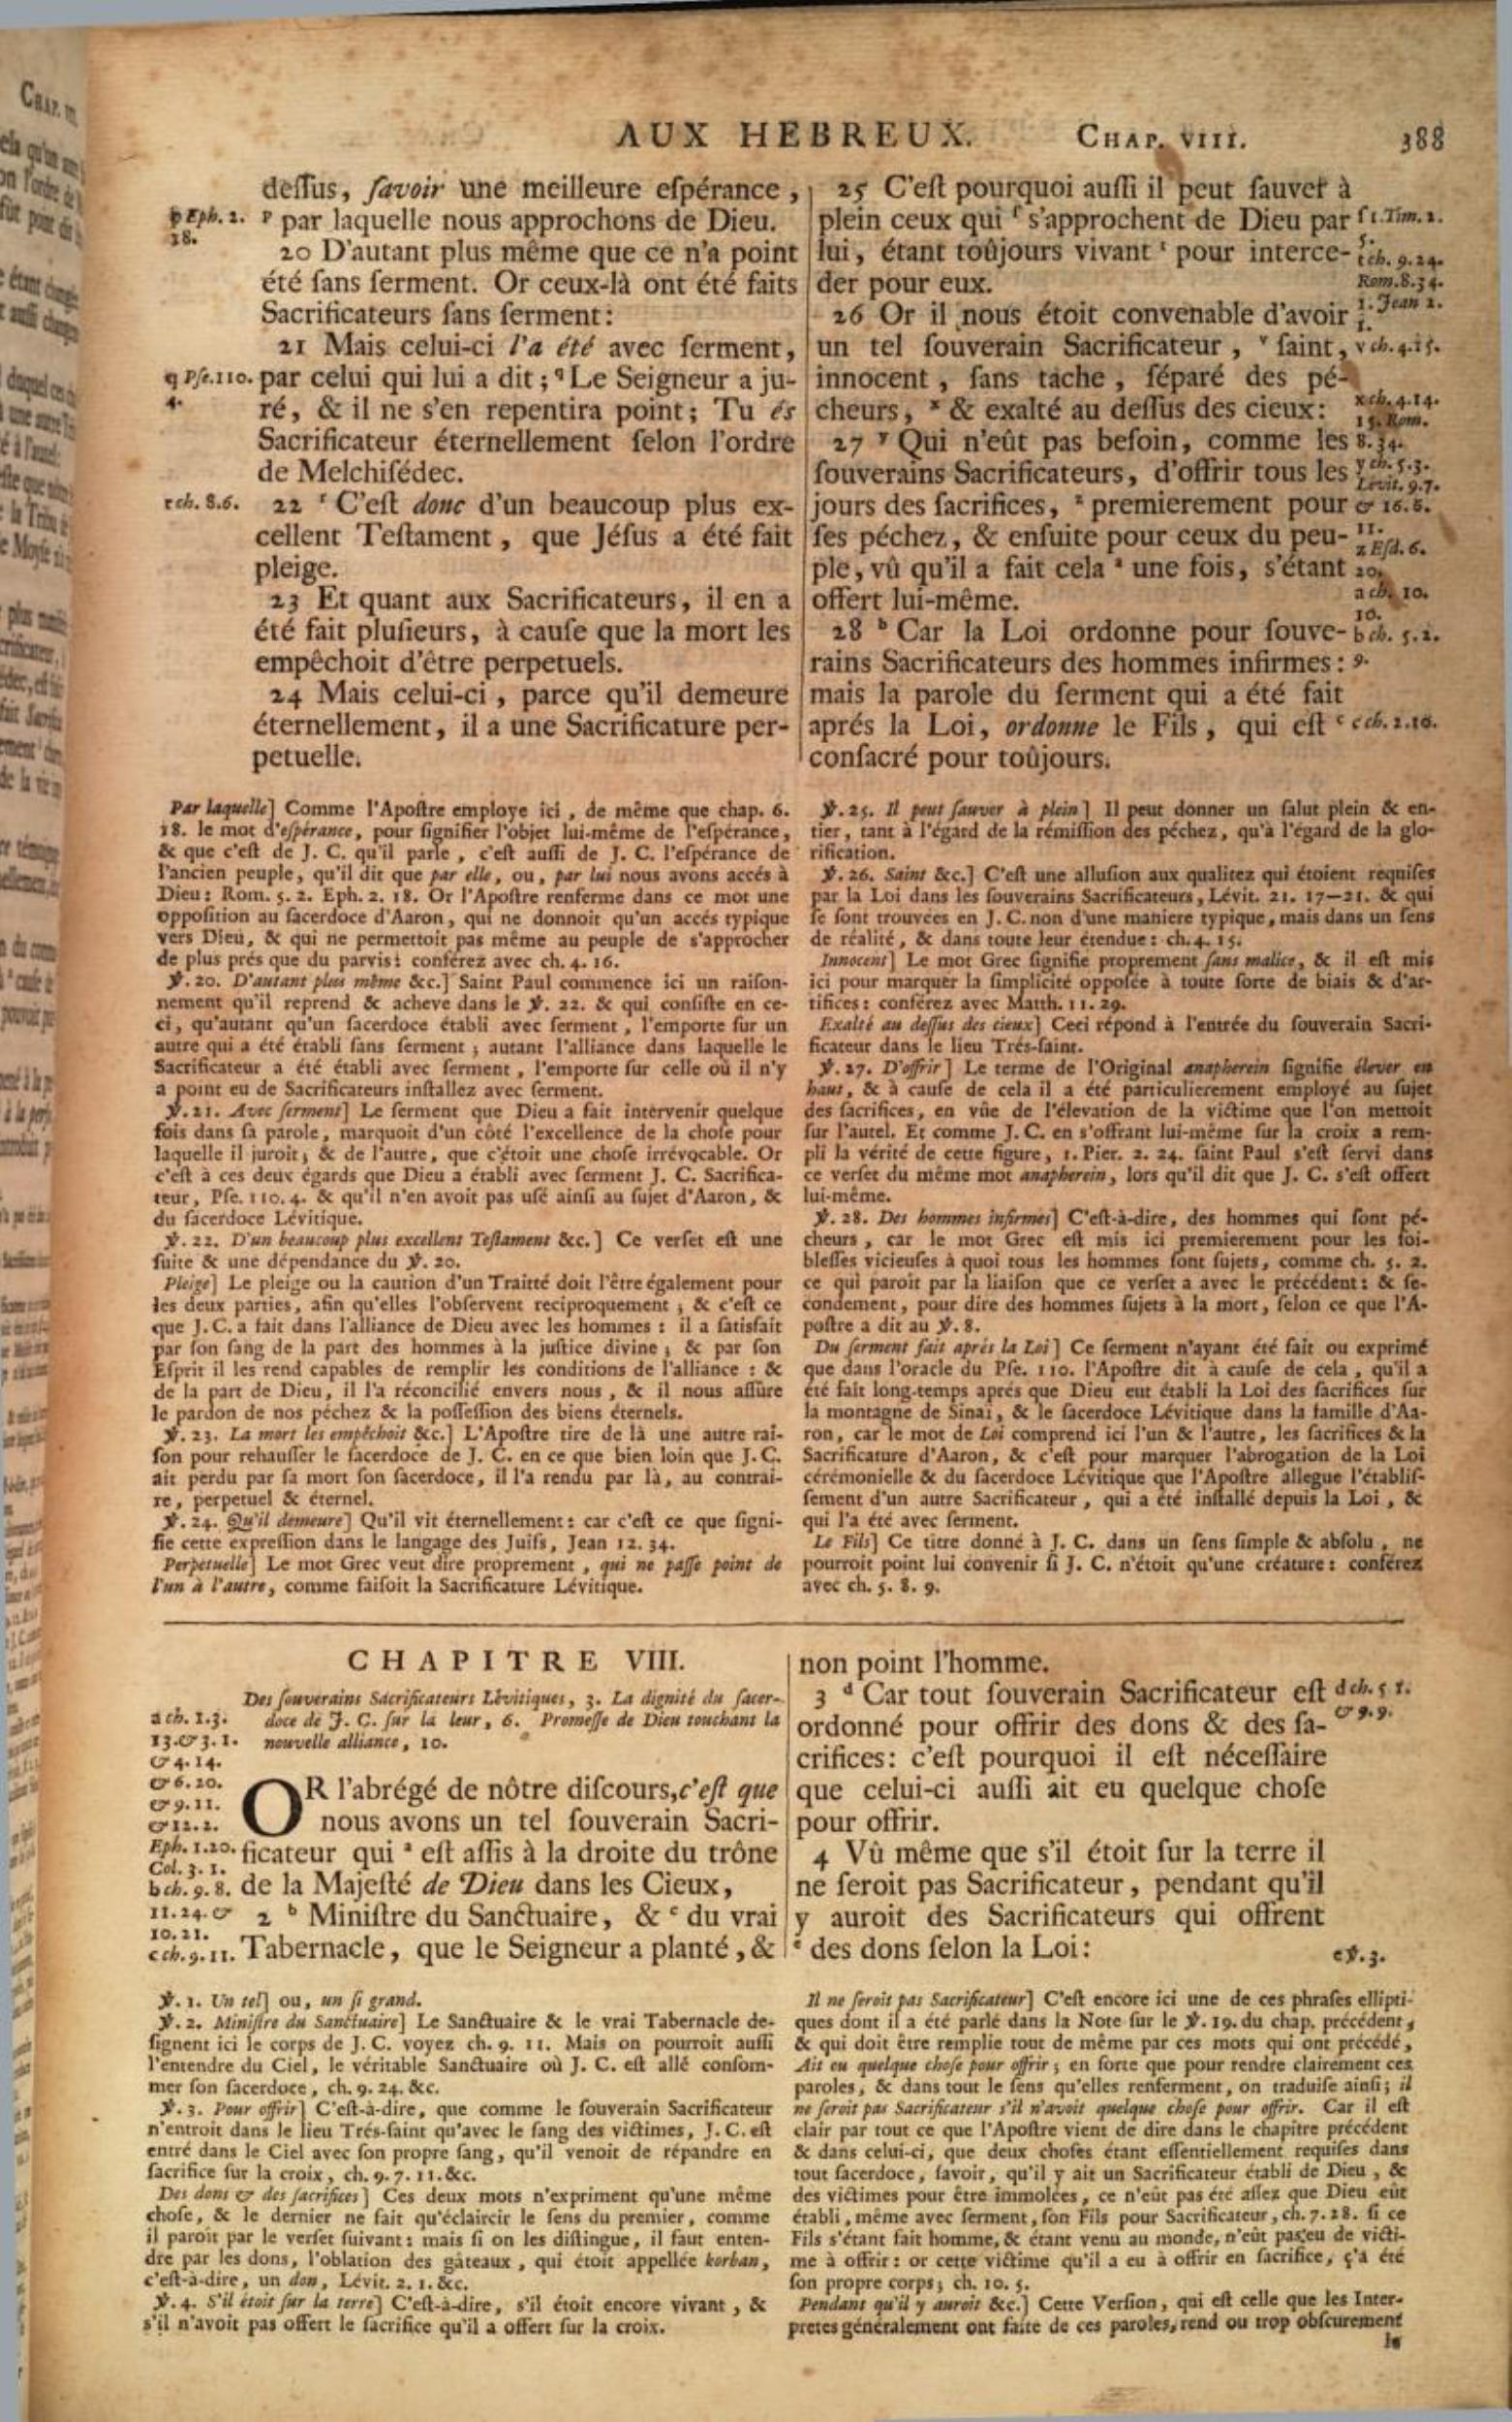 AUX HEBREUX. CHAP. VIII. 388
dessus, savoir une meilleure espérance,
p par laquelle nous approchons de Dieu.
20 D'autant plus même que ce n'a point
été sans serment. Or ceux-là ont été faits
Sacrificateurs sans serment:
21 Mais celui-ci l'a été avec serment,
par celui qui lui a dit; q Le Seigneur a ju-
ré, & il ne s'en repentira point; Tu és
Sacrificateur éternellement selon l'ordre
de Melchisédec.
22 r C'est donc d'un beaucoup plus ex-
cellent Testament, que Jésus a été fait
pleige.
23 Et quant aux Sacrificateurs, il en a
été fait plusieurs, à cause que la mort les
empêchoit d'être perpetuels.
24 Mais celui-ci, parce qu'il demeure
éternellement, il a une Sacrificature per-
petuelle.
p Eph. 2.
18.
q Pse. 110.
4.
r ch. 8.6.
25 C'est pourquoi aussi il peut sauver à
plein ceux qui f s'approchent de Dieu par
lui, étant toûjours vivant t pour interce-
der pour eux.
26 Or il nous étoit convenable d'avoir
un tel souverain Sacrificateur, v saint,
innocent, sans tache, séparé des pé-
cheurs, x & exalté au dessus des cieux:
27 y Qui n'eût pas besoin, comme les
souverains Sacrificateurs, d'offrir tous les
jours des sacrifices, z premierement pour
ses péchez, & ensuite pour ceux du peu-
ple, vû qu'il a fait cela a une fois, s'étant
offert lui-même.
28 b Car la Loi ordonne pour souve-
rains Sacrificateurs des hommes infirmes:
mais la parole du serment qui a été fait
aprés la Loi, ordonne le Fils, qui est c
consacré pour toûjours.
f 1. Tim. 2.
5.
t ch. 9.24.
Rom. 8.34.
1. Jean 2.
1.
v ch. 4.15.
x ch. 4.14.
15. Rom.
8.34.
y ch. 5.3.
Lévit. 9.7.
& 16.6.
11.
z Esd. 6.
20.
a ch. 10.
10.
b ch. 5.2.
9.
c ch. 2.10.
Par laquelle] Comme l'Apostre employe ici, de même que chap. 6.
18. le mot d'espérance, pour signifier l'objet lui-même de l'espérance,
& que c'est de J. C. qu'il parle, c'est aussi de J. C. l'espérance de
l'ancien peuple, qu'il dit que par elle, ou, par lui nous avons accés à
Dieu: Rom. 5. 2. Eph. 2. 18. Or l'Apostre renferme dans ce mot une
opposition au sacerdoce d'Aaron, qui ne donnoit qu'un accés typique
vers Dieu, & qui ne permettoit pas même au peuple de s'approcher
de plus prés que du parvis: conférez avec ch. 4. 16.
℣. 20. D'autant plus même &c.] Saint Paul commence ici un raison-
nement qu'il reprend & acheve dans le ℣. 22. & qui consiste en ce-
ci, qu'autant qu'un sacerdoce établi avec serment, l'emporte sur un
autre qui a été établi sans serment; autant l'alliance dans laquelle le
Sacrificateur a été établi avec serment, l'emporte sur celle où il n'y
a point eu de Sacrificateurs installez avec serment.
℣. 21. Avec serment] Le serment que Dieu a fait intervenir quelque
fois dans sa parole, marquoit d'un côté l'excellence de la chose pour
laquelle il juroit; & de l'autre, que c'étoit une chose irrévocable. Or
c'est à ces deux égards que Dieu a établi avec serment J. C. Sacrifica-
teur, Pse. 110. 4. & qu'il n'en avoit pas usé ainsi au sujet d'Aaron, &
du sacerdoce Lévitique.
℣. 22. D'un beaucoup plus excellent Testament &c.] Ce verset est une
suite & une dépendance du ℣. 20.
Pleige] Le pleige ou la caution d'un Traitté doit l'être également pour
les deux parties, afin qu'elles l'observent reciproquement; & c'est ce
que J. C. a fait dans l'alliance de Dieu avec les hommes: il a satisfait
par son sang de la part des hommes à la justice divine; & par son
Esprit il les rend capables de remplir les conditions de l'alliance: &
de la part de Dieu, il l'a réconcilié envers nous, & il nous assûre
le pardon de nos péchez & la possession des biens éternels.
℣. 23. La mort les empêchoit &c.] L'Apostre tire de là une autre rai-
son pour rehausser le sacerdoce de J. C. en ce que bien loin que J. C.
ait perdu par sa mort son sacerdoce, il l'a rendu par là, au contrai-
re, perpetuel & éternel.
℣. 24. Qu'il demeure] Qu'il vit éternellement: car c'est ce que signi-
fie cette expression dans le langage des Juifs, Jean 12. 34.
Perpetuelle] Le mot Grec veut dire proprement, qui ne passe point de
l'un à l'autre, comme faisoit la Sacrificature Lévitique.
℣. 25. Il peut sauver à plein] Il peut donner un salut plein & en-
tier, tant à l'égard de la rémission des péchez, qu'à l'égard de la glo-
rification.
℣. 26. Saint &c.] C'est une allusion aux qualitez qui étoient requises
par la Loi dans les souverains Sacrificateurs, Lévit. 21. 17—21. & qui
se sont trouvées en J. C. non d'une maniere typique, mais dans un sens
de réalité, & dans toute leur étendue: ch. 4. 15.
Innocent] Le mot Grec signifie proprement sans malice, & il est mis
ici pour marquer la simplicité opposée à toute sorte de biais & d'ar-
tifices: conférez avec Matth. 11. 29.
Exalté au dessus des cieux] Ceci répond à l'entrée du souverain Sacri-
ficateur dans le lieu Trés-saint.
℣. 27. D'offrir] Le terme de l'Original anapherein signifie élever en
haut, & à cause de cela il a été particulierement employé au sujet
des sacrifices, en vûe de l'élevation de la victime que l'on mettoit
sur l'autel. Et comme J. C. en s'offrant lui-même sur la croix a rem-
pli la vérité de cette figure, 1. Pier. 2. 24. saint Paul s'est servi dans
ce verset du même mot anapherein, lors qu'il dit que J. C. s'est offert
lui-même.
℣. 28. Des hommes infirmes] C'est-à-dire, des hommes qui sont pé-
cheurs, car le mot Grec est mis ici premierement pour les foi-
blesses vicieuses à quoi tous les hommes sont sujets, comme ch. 5. 2.
ce qui paroit par la liaison que ce verset a avec le précédent: & se-
condement, pour dire des hommes sujets à la mort, selon ce que l'A-
postre a dit au ℣. 8.
Du serment fait aprés la Loi] Ce serment n'ayant été fait ou exprimé
que dans l'oracle du Pse. 110. l'Apostre dit à cause de cela, qu'il a
été fait long-temps aprés que Dieu eut établi la Loi des sacrifices sur
la montagne de Sinaï, & le sacerdoce Lévitique dans la famille d'Aa-
ron, car le mot de Loi comprend ici l'un & l'autre, les sacrifices & la
Sacrificature d'Aaron, & c'est pour marquer l'abrogation de la Loi
cérémonielle & du sacerdoce Lévitique que l'Apostre allegue l'établis-
sement d'un autre Sacrificateur, qui a été installé depuis la Loi, &
qui l'a été avec serment.
Le Fils] Ce titre donné à J. C. dans un sens simple & absolu, ne
pourroit point lui convenir si J. C. n'étoit qu'une créature: conférez
avec ch. 5. 8. 9.
CHAPITRE VIII.
Des souverains Sacrificateurs Lévitiques, 3. La dignité du sacer-
doce de J. C. sur la leur, 6. Promesse de Dieu touchant la
nouvelle alliance, 10.
OR l'abrégé de nôtre discours, c'est que
nous avons un tel souverain Sacri-
ficateur qui a est assis à la droite du trône
de la Majesté de Dieu dans les Cieux,
2 b Ministre du Sanctuaire, & c du vrai
Tabernacle, que le Seigneur a planté, &
a ch. 1.3.
13. & 3.1.
& 4.14.
& 6.20.
& 9.11.
& 12.2.
Eph. 1.20.
Col. 3.1.
b ch. 9.8.
11.24. &
10.21.
c ch. 9.11.
non point l'homme.
3 d Car tout souverain Sacrificateur est
ordonné pour offrir des dons & des sa-
crifices: c'est pourquoi il est nécessaire
que celui-ci aussi ait eu quelque chose
pour offrir.
4 Vû même que s'il étoit sur la terre il
ne seroit pas Sacrificateur, pendant qu'il
y auroit des Sacrificateurs qui offrent
e des dons selon la Loi:
d ch. 5 1.
& 9.9.
e ℣. 3.
℣. 1. Un tel] ou, un si grand.
℣. 2. Ministre du Sanctuaire] Le Sanctuaire & le vrai Tabernacle de-
signent ici le corps de J. C. voyez ch. 9. 11. Mais on pourroit aussi
l'entendre du Ciel, le véritable Sanctuaire où J. C. est allé consom-
mer son sacerdoce, ch. 9. 24. &c.
℣. 3. Pour offrir] C'est-à-dire, que comme le souverain Sacrificateur
n'entroit dans le lieu Trés-saint qu'avec le sang des victimes, J. C. est
entré dans le Ciel avec son propre sang, qu'il venoit de répandre en
sacrifice sur la croix, ch. 9. 7. 11. &c.
Des dons & des sacrifices] Ces deux mots n'expriment qu'une même
chose, & le dernier ne fait qu'éclaircir le sens du premier, comme
il paroit par le verset suivant: mais si on les distingue, il faut enten-
dre par les dons, l'oblation des gâteaux, qui étoit appellée korban,
c'est-à-dire, un don, Lévit. 2. 1. &c.
℣. 4. S'il étoit sur la terre] C'est-à-dire, s'il étoit encore vivant, &
s'il n'avoit pas offert le sacrifice qu'il a offert sur la croix.
Il ne seroit pas Sacrificateur] C'est encore ici une de ces phrases ellipti-
ques dont il a été parlé dans la Note sur le ℣. 19. du chap. précédent,
& qui doit être remplie tout de même par ces mots qui ont précédé,
Ait eu quelque chose pour offrir; en sorte que pour rendre clairement ces
paroles, & dans tout le sens qu'elles renferment, on traduise ainsi; il
ne seroit pas Sacrificateur s'il n'avoit quelque chose pour offrir. Car il est
clair par tout ce que l'Apostre vient de dire dans le chapitre précédent
& dans celui-ci, que deux choses étant essentiellement requises dans
tout sacerdoce, savoir, qu'il y ait un Sacrificateur établi de Dieu, &
des victimes pour être immolées, ce n'eût pas été assez que Dieu eût
établi, même avec serment, son Fils pour Sacrificateur, ch. 7. 28. si ce
Fils s'étant fait homme, & étant venu au monde, n'eût pas eu de victi-
me à offrir: or cette victime qu'il a eu à offrir en sacrifice, ç'a été
son propre corps; ch. 10. 5.
Pendant qu'il y auroit &c.] Cette Version, qui est celle que les Inter-
pretes généralement ont faite de ces paroles, rend ou trop obscurement
le